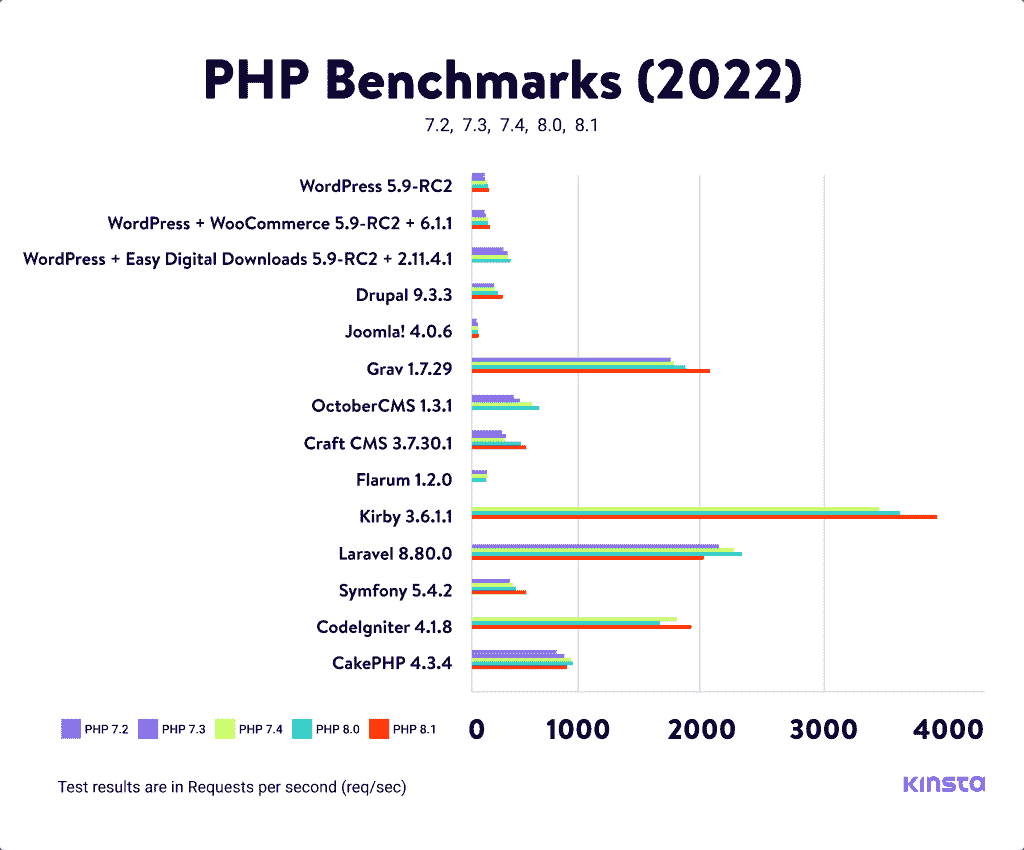 PHP Benchmarks (2022)
7.2, 7.3, 7.4, 8.0, 8.1
WordPress 5.9-RC2
WordPress + WooCommerce 5.9-RC2 + 6.1.1
WordPress + Easy Digital Downloads 5.9-RC2 + 2.11.4.1
Drupal 9.3.3
Joomla! 4.0.6
Grav 1.7.29
OctoberCMS 1.3.1
Craft CMS 3.7.30.1
Flarum 1.2.0
Kirby 3.6.1.1
Laravel 8.80.0
Symfony 5.4.2
CodeIgniter 4.1.8
CakePHP 4.3.4
PHP 7.2 PHP 7.3 PHP 7.4 PHP 8.0 PHP 8.1
0 1000 2000 3000 4000
Test results are in Requests per second (req/sec)
KINSTA